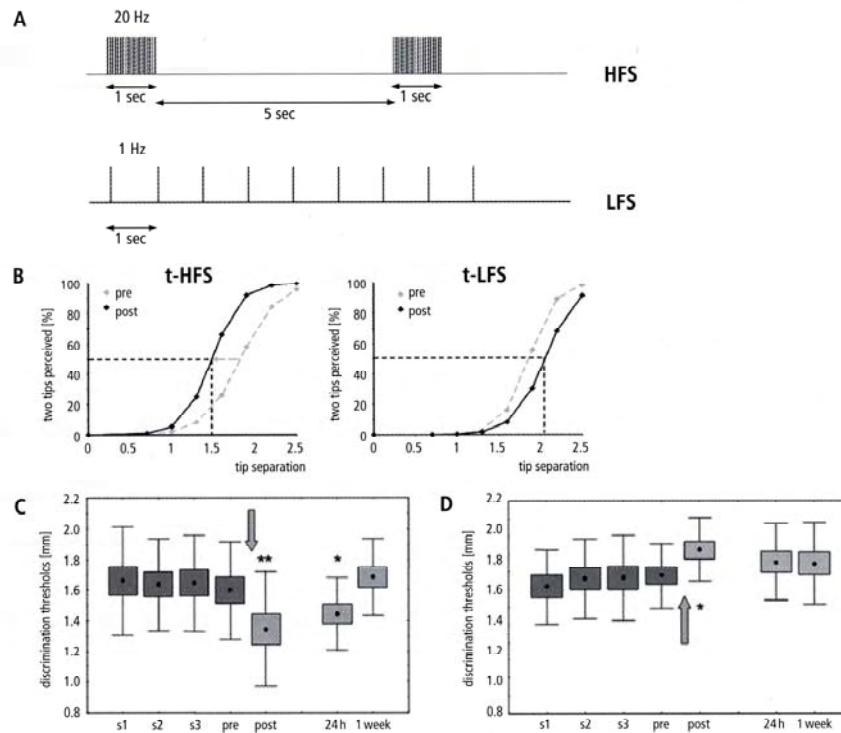 A
20 Hz
HFS
1 sec
1 sec
5 sec
1 Hz
LFS
1 sec
B
t-HFS
t-LFS
pre
post
two tips perceived [%]
100
80
60
40
20
0
0 0.5 1.0 1.5 2.0 2.5
tip separation
pre
post
two tips perceived [%]
100
80
60
40
20
0
0 0.5 1 1.5 2 2.5
tip separation
C
discrimination thresholds [mm]
2.2
2.0
1.8
1.6
1.4
1.2
1.0
0.8
**
*
s1 s2 s3 pre post 24 h 1 week
D
discrimination thresholds [mm]
2.2
2.0
1.8
1.6
1.4
1.2
1.0
0.8
*
s1 s2 s3 pre post 24 h 1 week